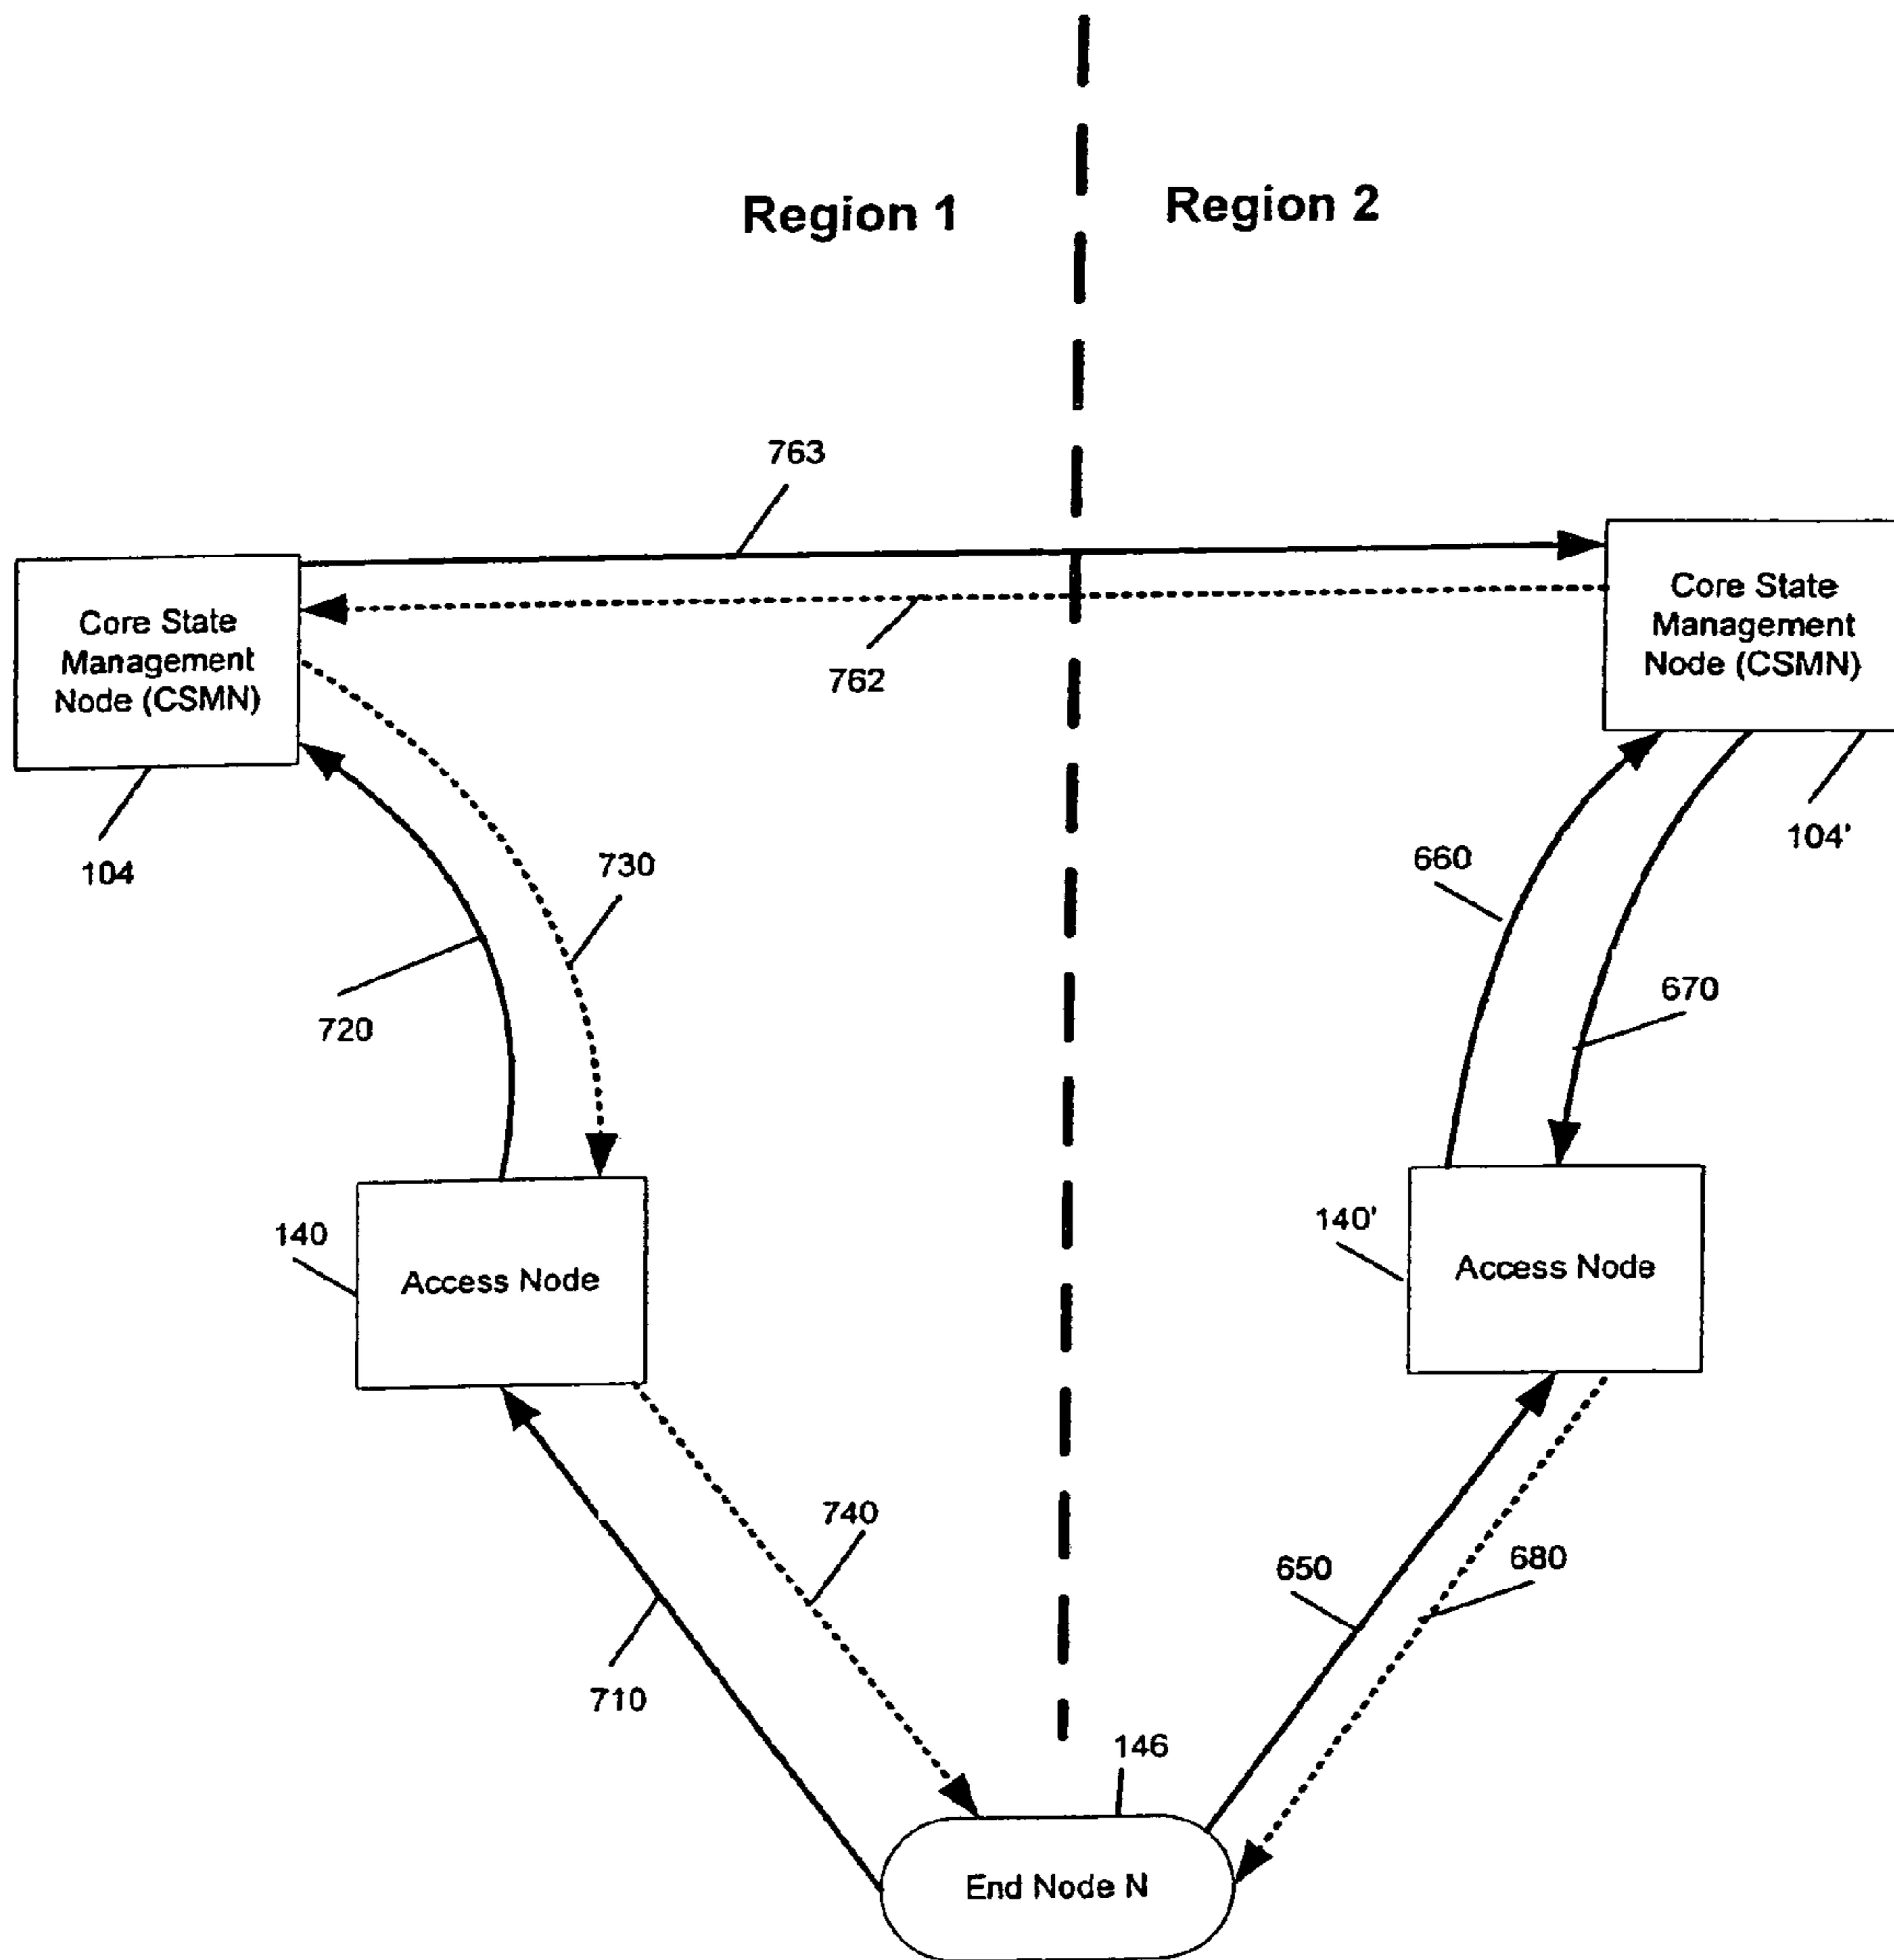 Region 1
Region 2
763
762
Core State
Management
Node (CSMN)
Core State
Management
Node (CSMN)
104
104'
730
720
660
670
140
Access Node
140'
Access Node
740
710
650
680
146
End Node N